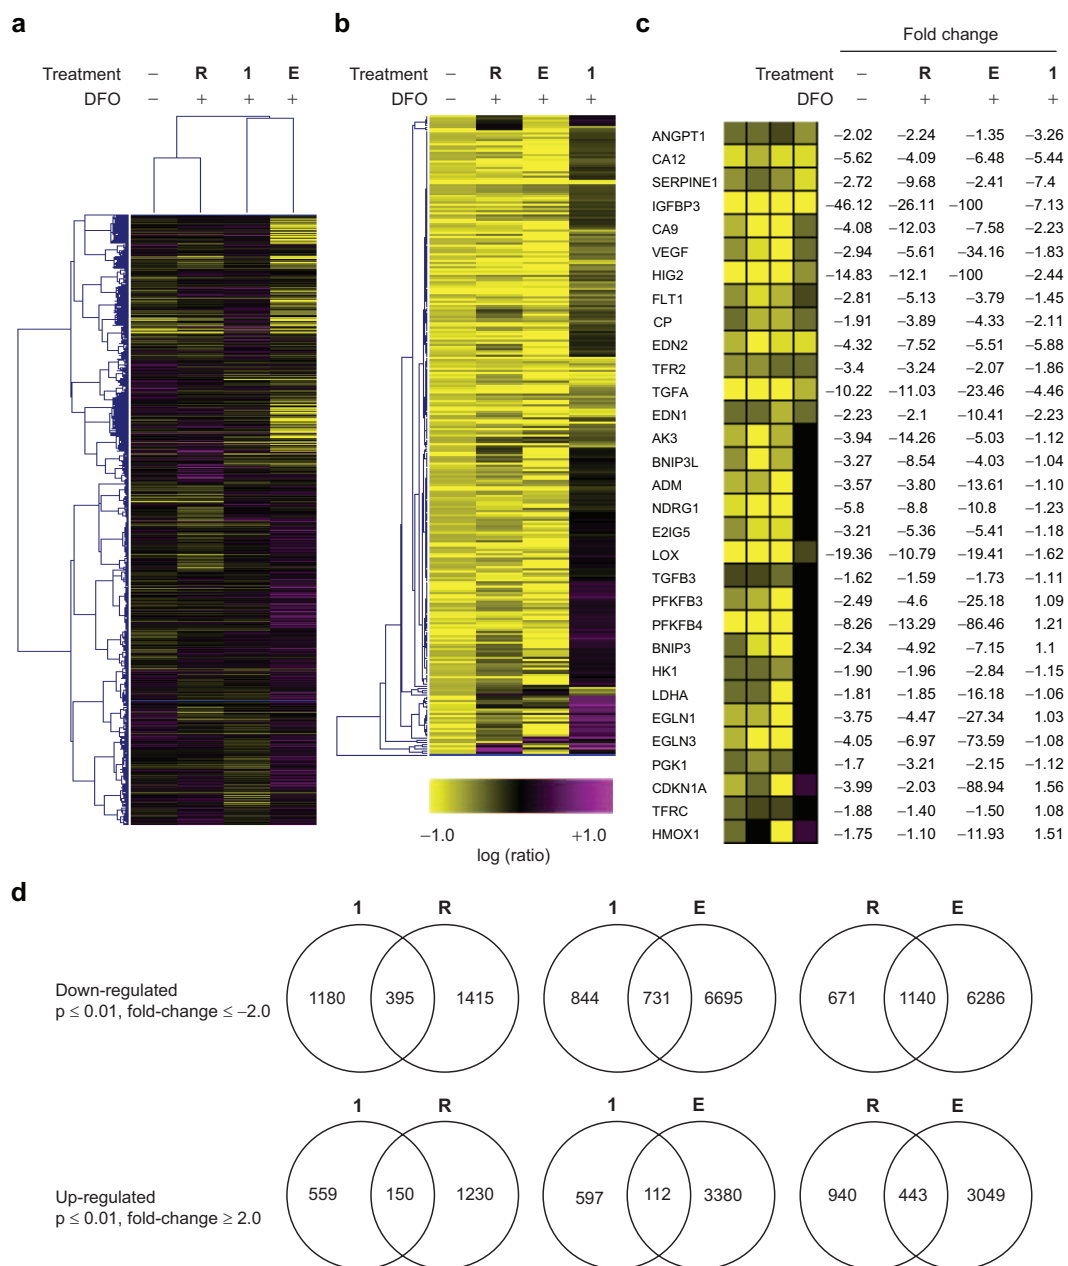 a
Treatment – R 1 E
DFO – + + +
b
Treatment – R E 1
DFO – + + +
−1.0 +1.0
log (ratio)
c
Fold change
Treatment – R E 1
DFO – + + +
ANGPT1 −2.02 −2.24 −1.35 −3.26
CA12 −5.62 −4.09 −6.48 −5.44
SERPINE1 −2.72 −9.68 −2.41 −7.4
IGFBP3 −46.12 −26.11 −100 −7.13
CA9 −4.08 −12.03 −7.58 −2.23
VEGF −2.94 −5.61 −34.16 −1.83
HIG2 −14.83 −12.1 −100 −2.44
FLT1 −2.81 −5.13 −3.79 −1.45
CP −1.91 −3.89 −4.33 −2.11
EDN2 −4.32 −7.52 −5.51 −5.88
TFR2 −3.4 −3.24 −2.07 −1.86
TGFA −10.22 −11.03 −23.46 −4.46
EDN1 −2.23 −2.1 −10.41 −2.23
AK3 −3.94 −14.26 −5.03 −1.12
BNIP3L −3.27 −8.54 −4.03 −1.04
ADM −3.57 −3.80 −13.61 −1.10
NDRG1 −5.8 −8.8 −10.8 −1.23
E2IG5 −3.21 −5.36 −5.41 −1.18
LOX −19.36 −10.79 −19.41 −1.62
TGFB3 −1.62 −1.59 −1.73 −1.11
PFKFB3 −2.49 −4.6 −25.18 1.09
PFKFB4 −8.26 −13.29 −86.46 1.21
BNIP3 −2.34 −4.92 −7.15 1.1
HK1 −1.90 −1.96 −2.84 −1.15
LDHA −1.81 −1.85 −16.18 −1.06
EGLN1 −3.75 −4.47 −27.34 1.03
EGLN3 −4.05 −6.97 −73.59 −1.08
PGK1 −1.7 −3.21 −2.15 −1.12
CDKN1A −3.99 −2.03 −88.94 1.56
TFRC −1.88 −1.40 −1.50 1.08
HMOX1 −1.75 −1.10 −11.93 1.51
d
1 R 1 E R E
Down-regulated
p ≤ 0.01, fold-change ≤ −2.0
1180 395 1415 844 731 6695 671 1140 6286
1 R 1 E R E
Up-regulated
p ≤ 0.01, fold-change ≥ 2.0
559 150 1230 597 112 3380 940 443 3049